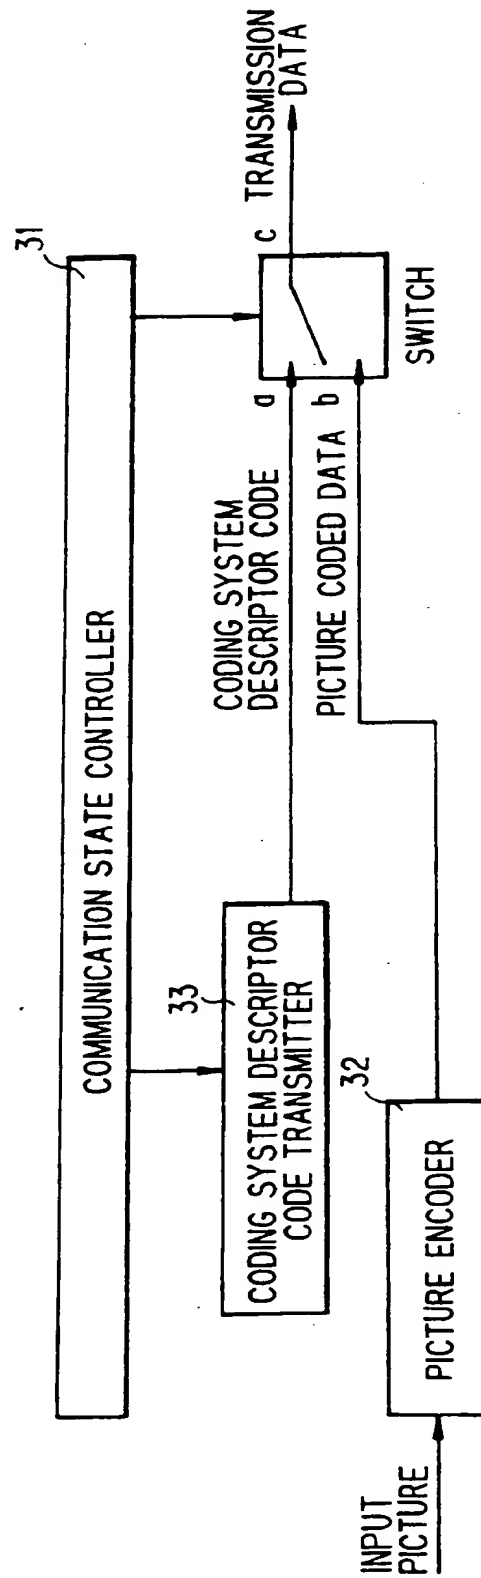 31
COMMUNICATION STATE CONTROLLER
33
CODING SYSTEM DESCRIPTOR
CODE TRANSMITTER
CODING SYSTEM
DESCRIPTOR CODE
a
b
c
TRANSMISSION
DATA
PICTURE CODED DATA
SWITCH
32
PICTURE ENCODER
INPUT
PICTURE